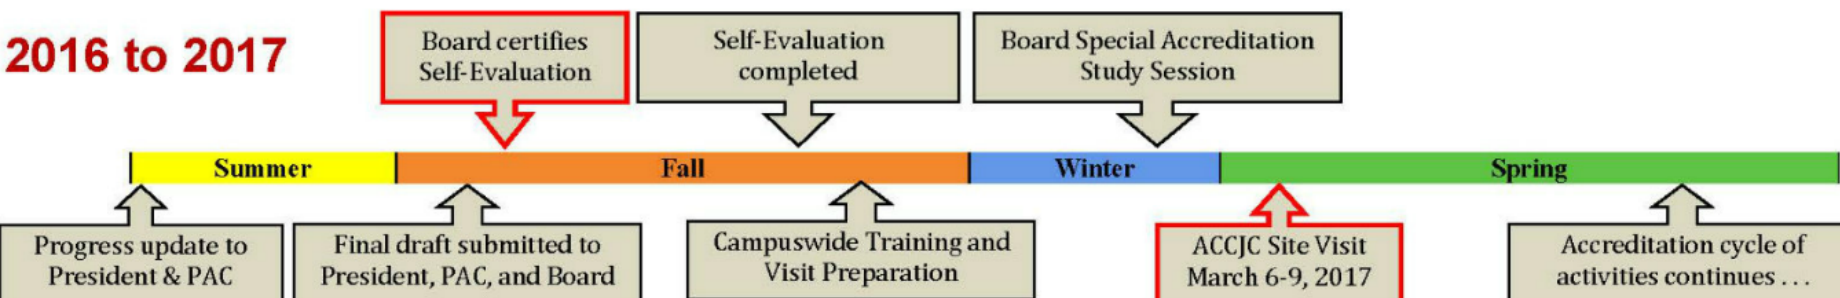 2016 to 2017
Board certifies
Self-Evaluation
Self-Evaluation
completed
Board Special Accreditation
Study Session
Summer
Fall
Winter
Spring
Progress update to
President & PAC
Final draft submitted to
President, PAC, and Board
Campuswide Training and
Visit Preparation
ACCJC Site Visit
March 6-9, 2017
Accreditation cycle of
activities continues . . .